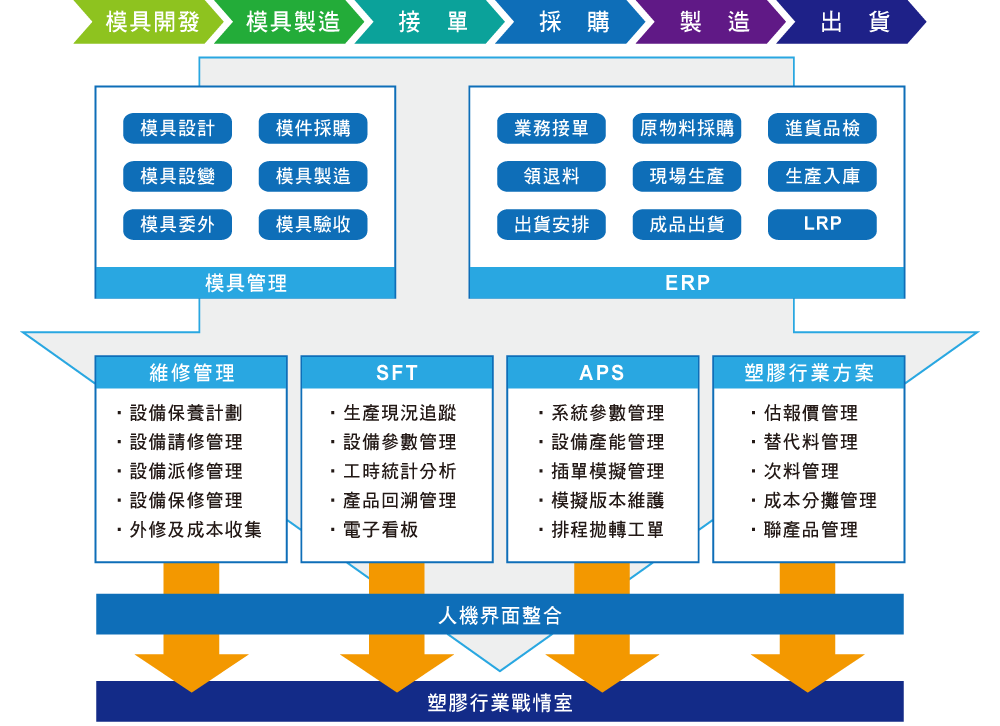 模具開發 模具製造 接單 採購 製造 出貨
模具設計 模件採購
模具設變 模具製造
模具委外 模具驗收
模具管理
業務接單 原物料採購 進貨品檢
領退料 現場生產 生產入庫
出貨安排 成品出貨 LRP
ERP
維修管理
・設備保養計劃
・設備請修管理
・設備派修管理
・設備保修管理
・外修及成本收集
SFT
・生產現況追蹤
・設備參數管理
・工時統計分析
・產品回溯管理
・電子看板
APS
・系統參數管理
・設備產能管理
・插單模擬管理
・模擬版本維護
・排程拋轉工單
塑膠行業方案
・估報價管理
・替代料管理
・次料管理
・成本分攤管理
・聯產品管理
人機界面整合
塑膠行業戰情室